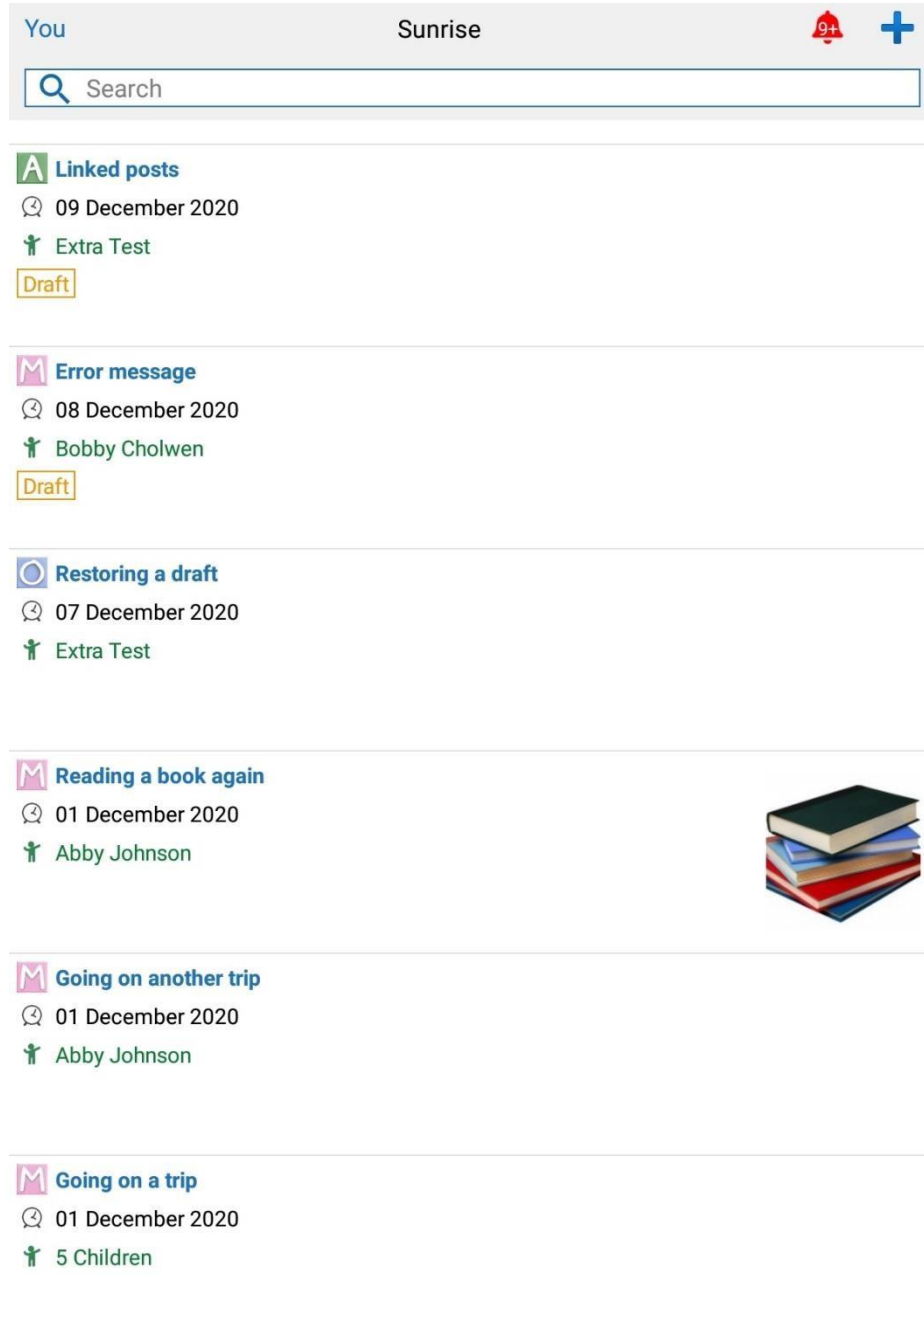 You
Sunrise
9+
Search
A Linked posts
09 December 2020
Extra Test
Draft
M Error message
08 December 2020
Bobby Cholwen
Draft
O Restoring a draft
07 December 2020
Extra Test
M Reading a book again
01 December 2020
Abby Johnson
M Going on another trip
01 December 2020
Abby Johnson
M Going on a trip
01 December 2020
5 Children